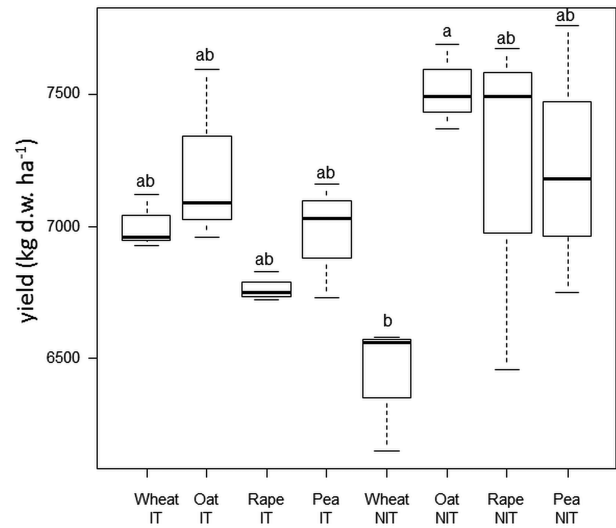 a
ab
ab
ab
ab
ab
ab
b
7500
7000
6500
yield (kg d.w. ha⁻¹)
Wheat Oat Rape Pea Wheat Oat Rape Pea
IT IT IT IT NIT NIT NIT NIT